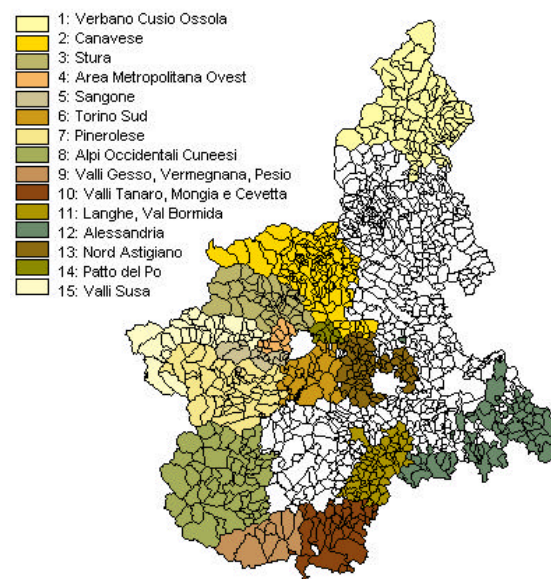 1: Verbano Cusio Ossola
2: Canavese
3: Stura
4: Area Metropolitana Ovest
5: Sangone
6: Torino Sud
7: Pinerolese
8: Alpi Occidentali Cuneesi
9: Valli Gesso, Vermegnana, Pesio
10: Valli Tanaro, Mongia e Cevetta
11: Langhe, Val Bormida
12: Alessandria
13: Nord Astigiano
14: Patto del Po
15: Valli Susa